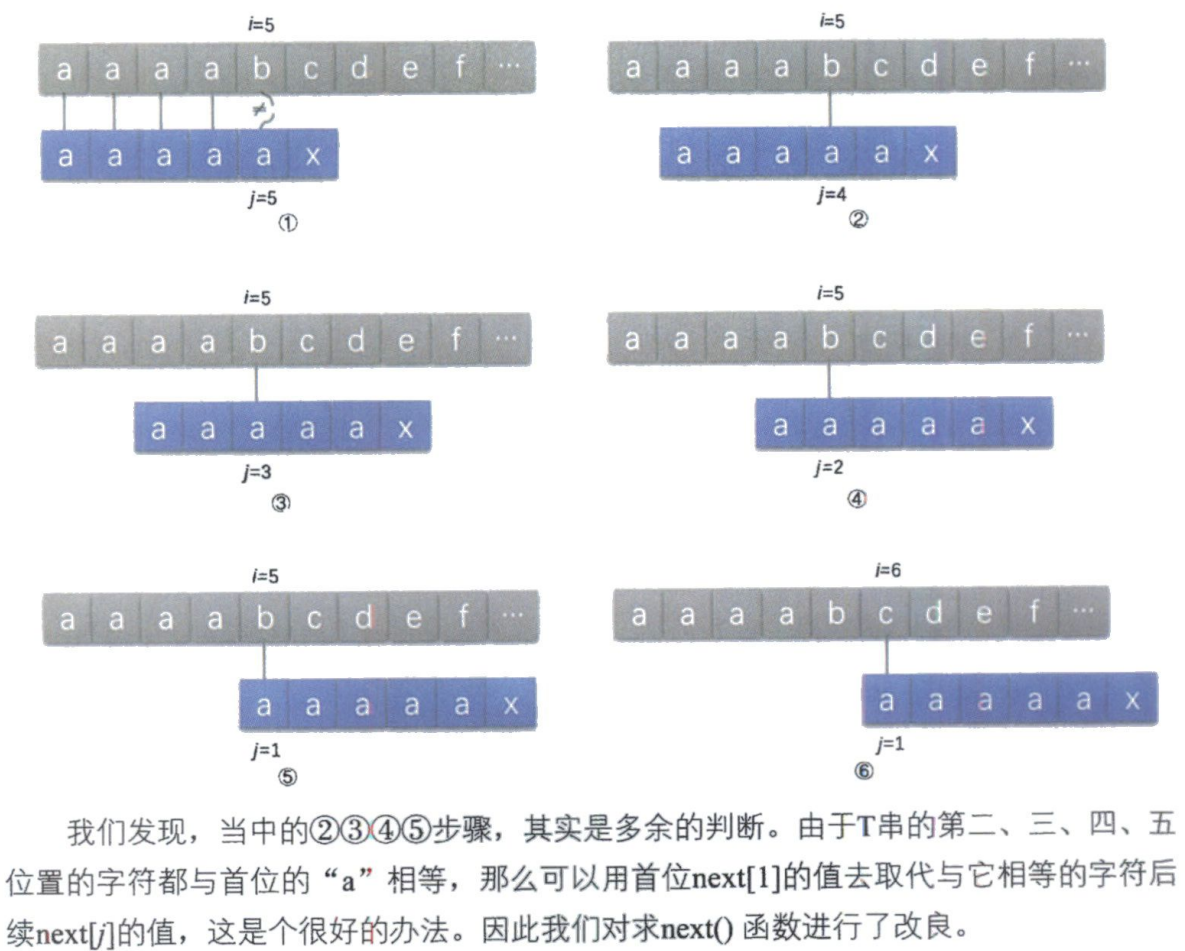 i=5
a a a a b c d e f ...
≠
a a a a a x
j=5
①
i=5
a a a a b c d e f ...
a a a a a x
j=4
②
i=5
a a a a b c d e f ...
a a a a a x
j=3
③
i=5
a a a a b c d e f ...
a a a a a x
j=2
④
i=5
a a a a b c d e f ...
a a a a a x
j=1
⑤
i=6
a a a a b c d e f ...
a a a a a x
j=1
⑥
我们发现，当中的②③④⑤步骤，其实是多余的判断。由于T串的第二、三、四、五
位置的字符都与首位的“a”相等，那么可以用首位next[1]的值去取代与它相等的字符后
续next[j]的值，这是个很好的办法。因此我们对求next() 函数进行了改良。